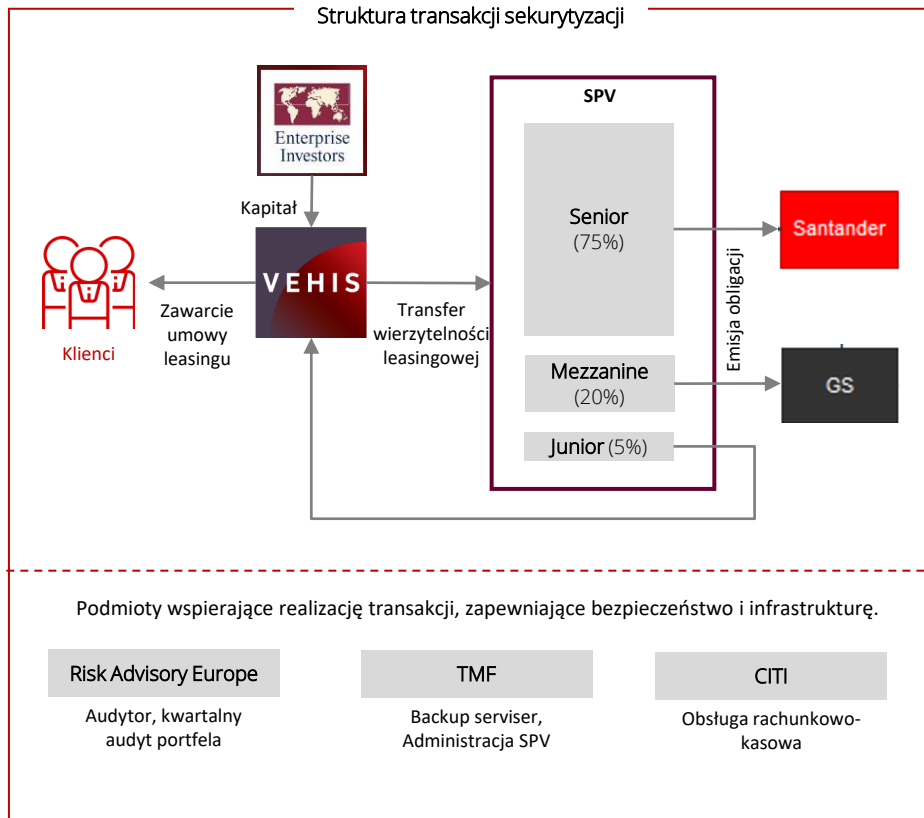 Struktura transakcji sekurytyzacji
Enterprise
Investors
SPV
Kapitał
Senior
(75%)
Santander
VEHIS
Zawarcie
umowy
leasingu
Transfer
wierzytelności
leasingowej
Klienci
Emisja obligacji
Mezzanine
(20%)
GS
Junior (5%)
Podmioty wspierające realizację transakcji, zapewniające bezpieczeństwo i infrastrukturę.
Risk Advisory Europe
Audytor, kwartalny
audyt portfela
TMF
Backup serviser,
Administracja SPV
CITI
Obsługa rachunkowo-
kasowa